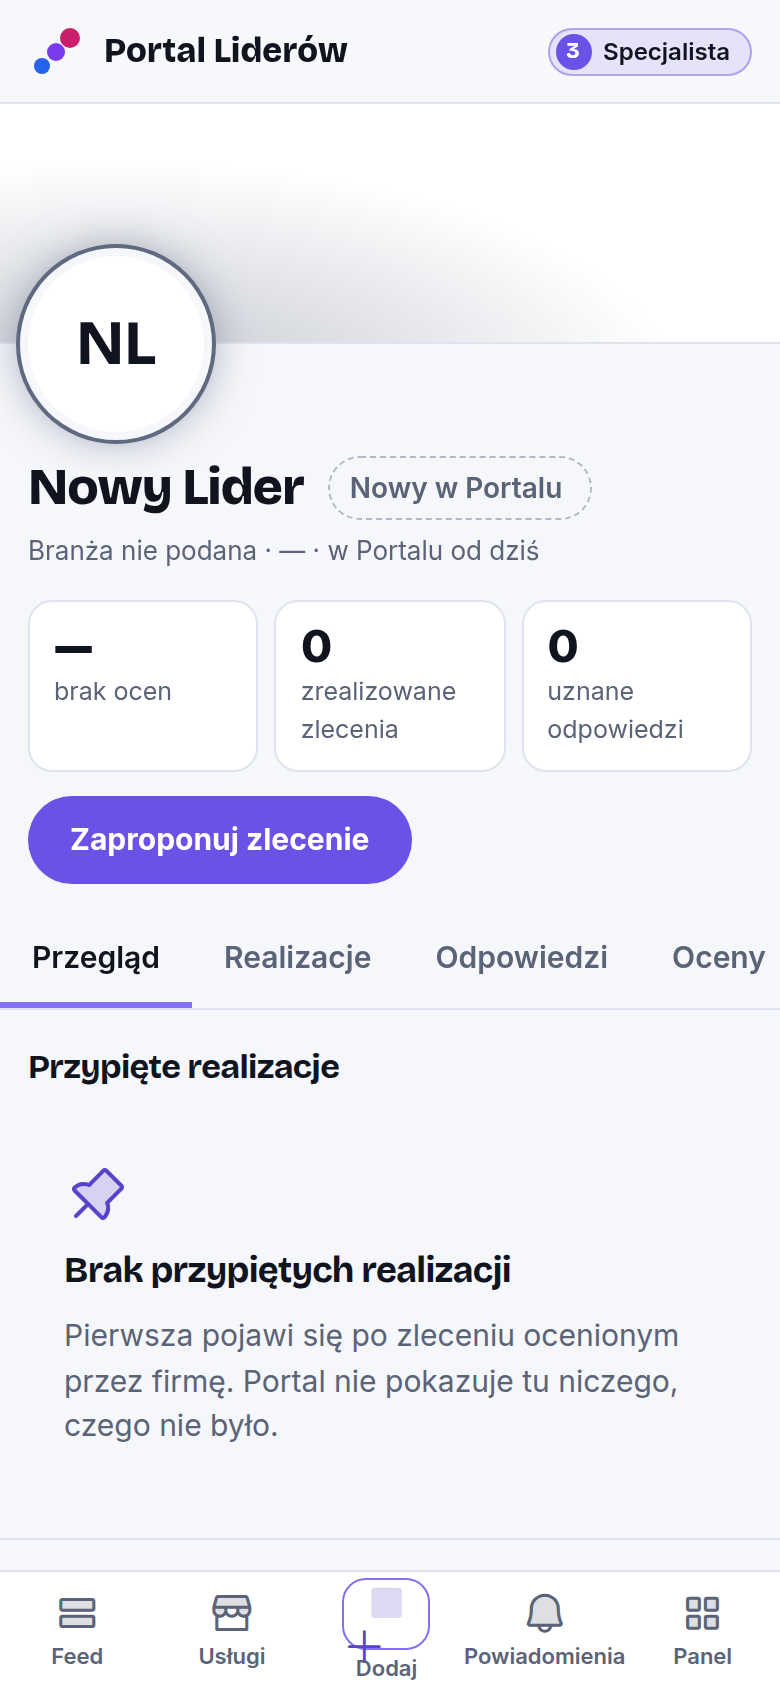 Portal Liderów
3 Specjalista
NL
Nowy Lider
Nowy w Portalu
Branża nie podana · — · w Portalu od dziś
—
brak ocen
0
zrealizowane
zlecenia
0
uznane
odpowiedzi
Zaproponuj zlecenie
Przegląd Realizacje Odpowiedzi Oceny
Przypięte realizacje
Brak przypiętych realizacji
Pierwsza pojawi się po zleceniu ocenionym
przez firmę. Portal nie pokazuje tu niczego,
czego nie było.
Feed Usługi Dodaj Powiadomienia Panel